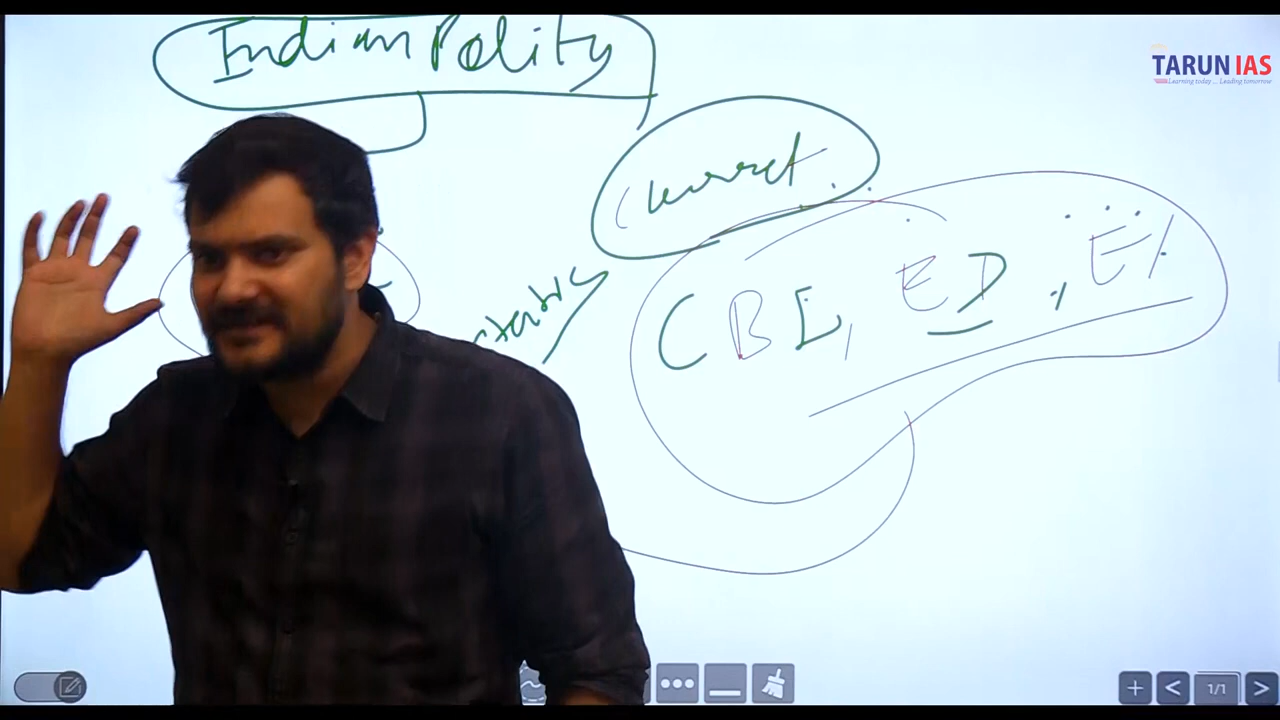 Indian Polity
TARUN IAS
Learning today... Leading tomorrow
Current
CBI, ED, E
1/1